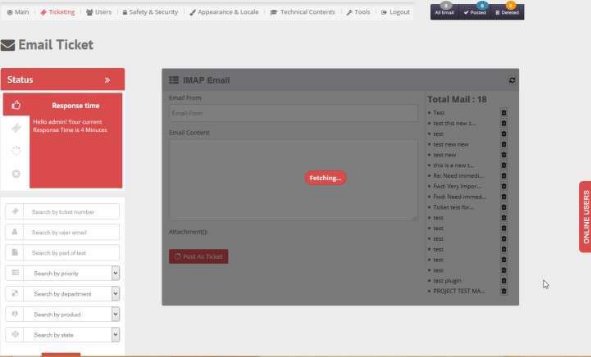 Main Ticketing Users Safety & Security Appearance & Locale Technical Contents Tools Logout
All Email Posted Deleted
Email Ticket
Status »
Response time
Hello admin! Your current
Response Time is 4 Minutes
Search by ticket number
Search by user email
Search by part of text
Search by priority
Search by department
Search by product
Search by state
IMAP Email
Email From
Email From
Email Content
Fetching...
Attachment():
Post As Ticket
Total Mail : 18
Test
test this new t...
test
test new new
test new
this is a new t...
Re: Need immedi...
Fwd: Very Impor...
Fwd: Need immed...
Ticket test for...
test
test
test
test
test
test
test plugin
PROJECT TEST MA...
ONLINE USERS